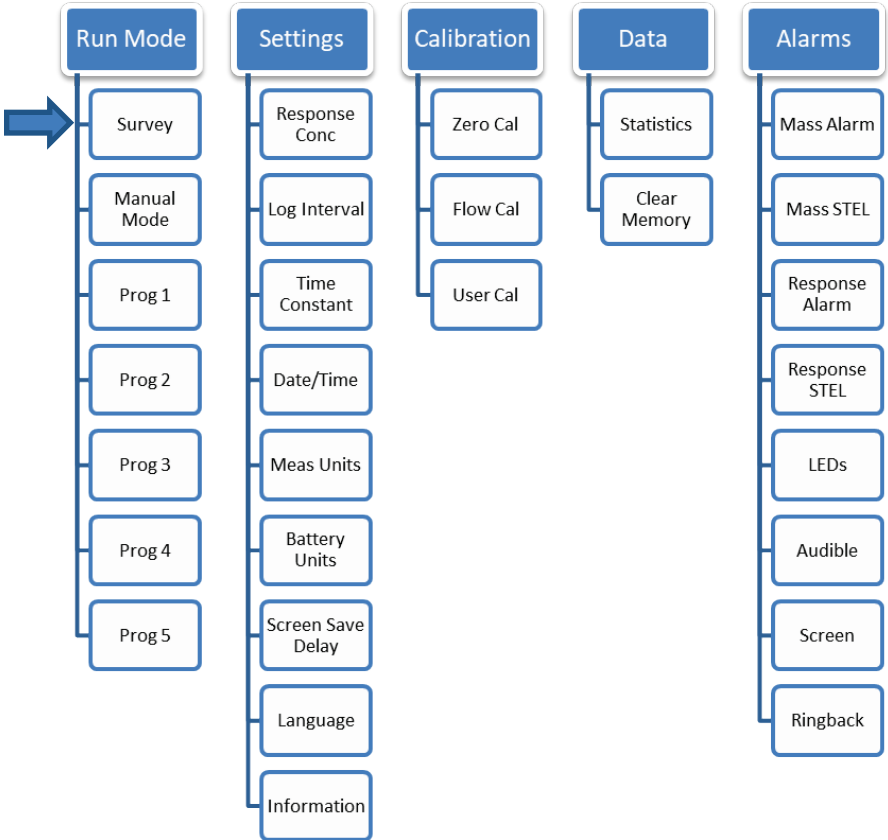 Run Mode
Survey
Manual
Mode
Prog 1
Prog 2
Prog 3
Prog 4
Prog 5
Settings
Response
Conc
Log Interval
Time
Constant
Date/Time
Meas Units
Battery
Units
Screen Save
Delay
Language
Information
Calibration
Zero Cal
Flow Cal
User Cal
Data
Statistics
Clear
Memory
Alarms
Mass Alarm
Mass STEL
Response
Alarm
Response
STEL
LEDs
Audible
Screen
Ringback